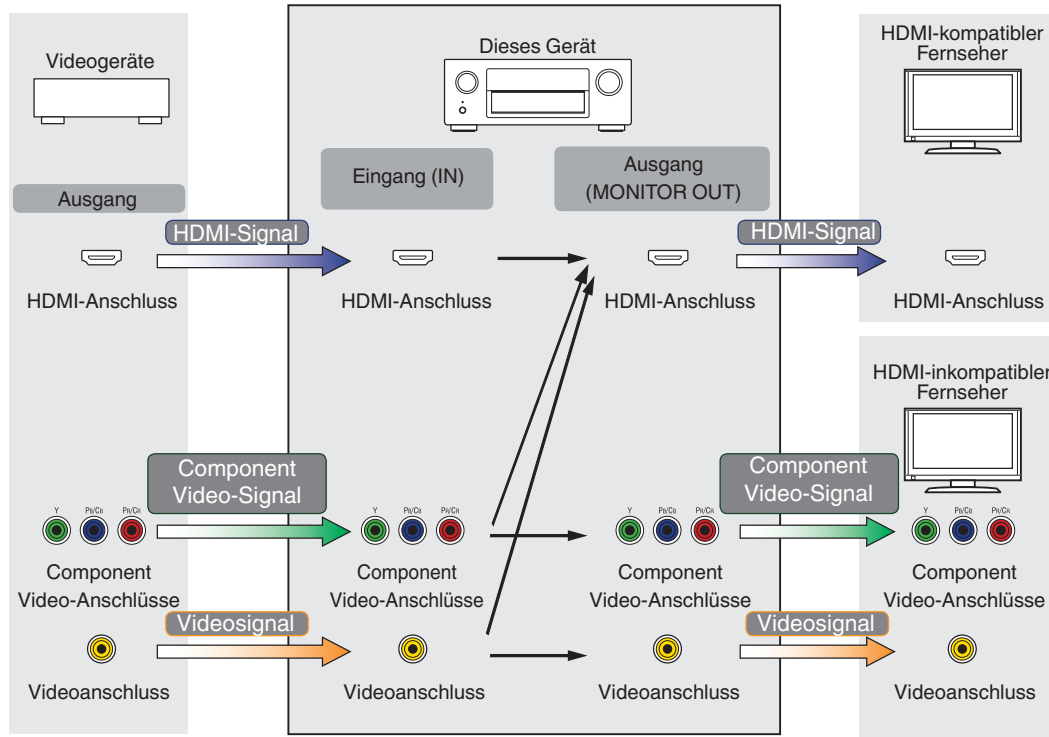 Videogeräte
Dieses Gerät
HDMI-kompatibler
Fernseher
Ausgang
Eingang (IN)
Ausgang
(MONITOR OUT)
HDMI-Signal
HDMI-Signal
HDMI-Anschluss
HDMI-Anschluss
HDMI-Anschluss
HDMI-Anschluss
HDMI-inkompatibler
Fernseher
Component
Video-Signal
Component
Video-Signal
Y PB/CB PR/CR
Y PB/CB PR/CR
Y PB/CB PR/CR
Y PB/CB PR/CR
Component
Video-Anschlüsse
Component
Video-Anschlüsse
Component
Video-Anschlüsse
Component
Video-Anschlüsse
Videosignal
Videosignal
Videoanschluss
Videoanschluss
Videoanschluss
Videoanschluss